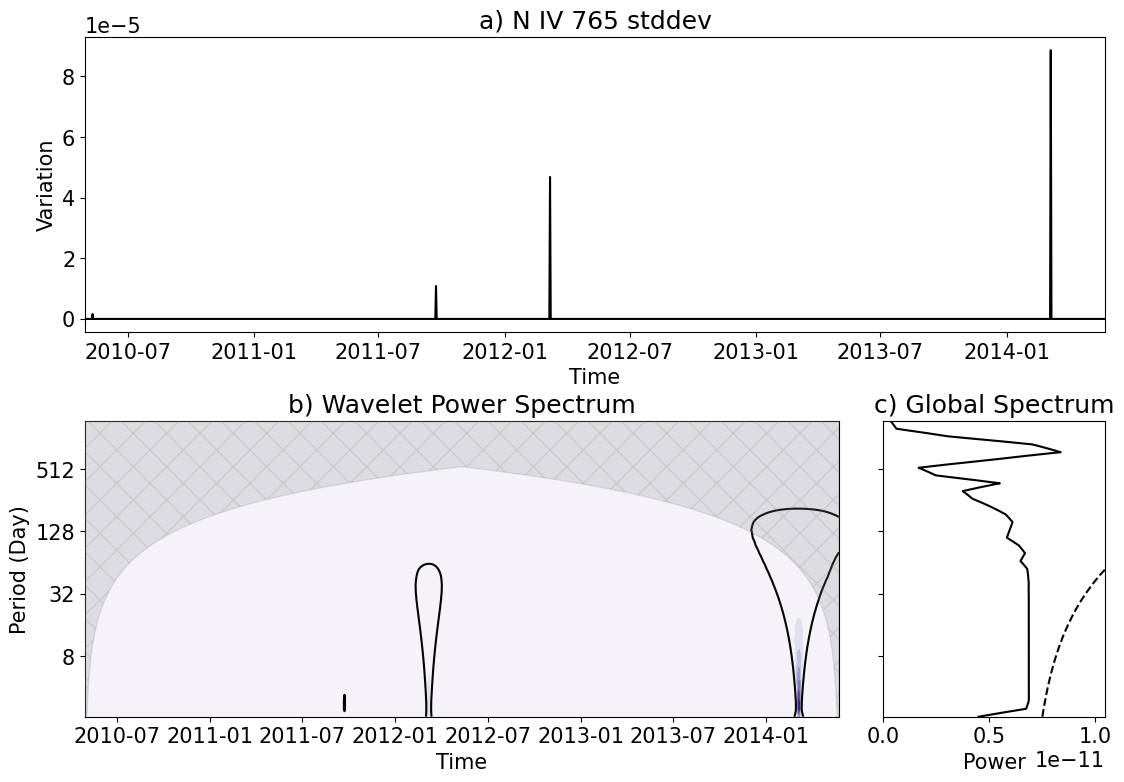 a) N IV 765 stddev
1e−5
8
6
4
2
0
Variation
2010-07 2011-01 2011-07 2012-01 2012-07 2013-01 2013-07 2014-01
Time
b) Wavelet Power Spectrum
512
128
32
8
Period (Day)
2010-07 2011-01 2011-07 2012-01 2012-07 2013-01 2013-07 2014-01
Time
c) Global Spectrum
0.0 0.5 1.0
Power 1e−11